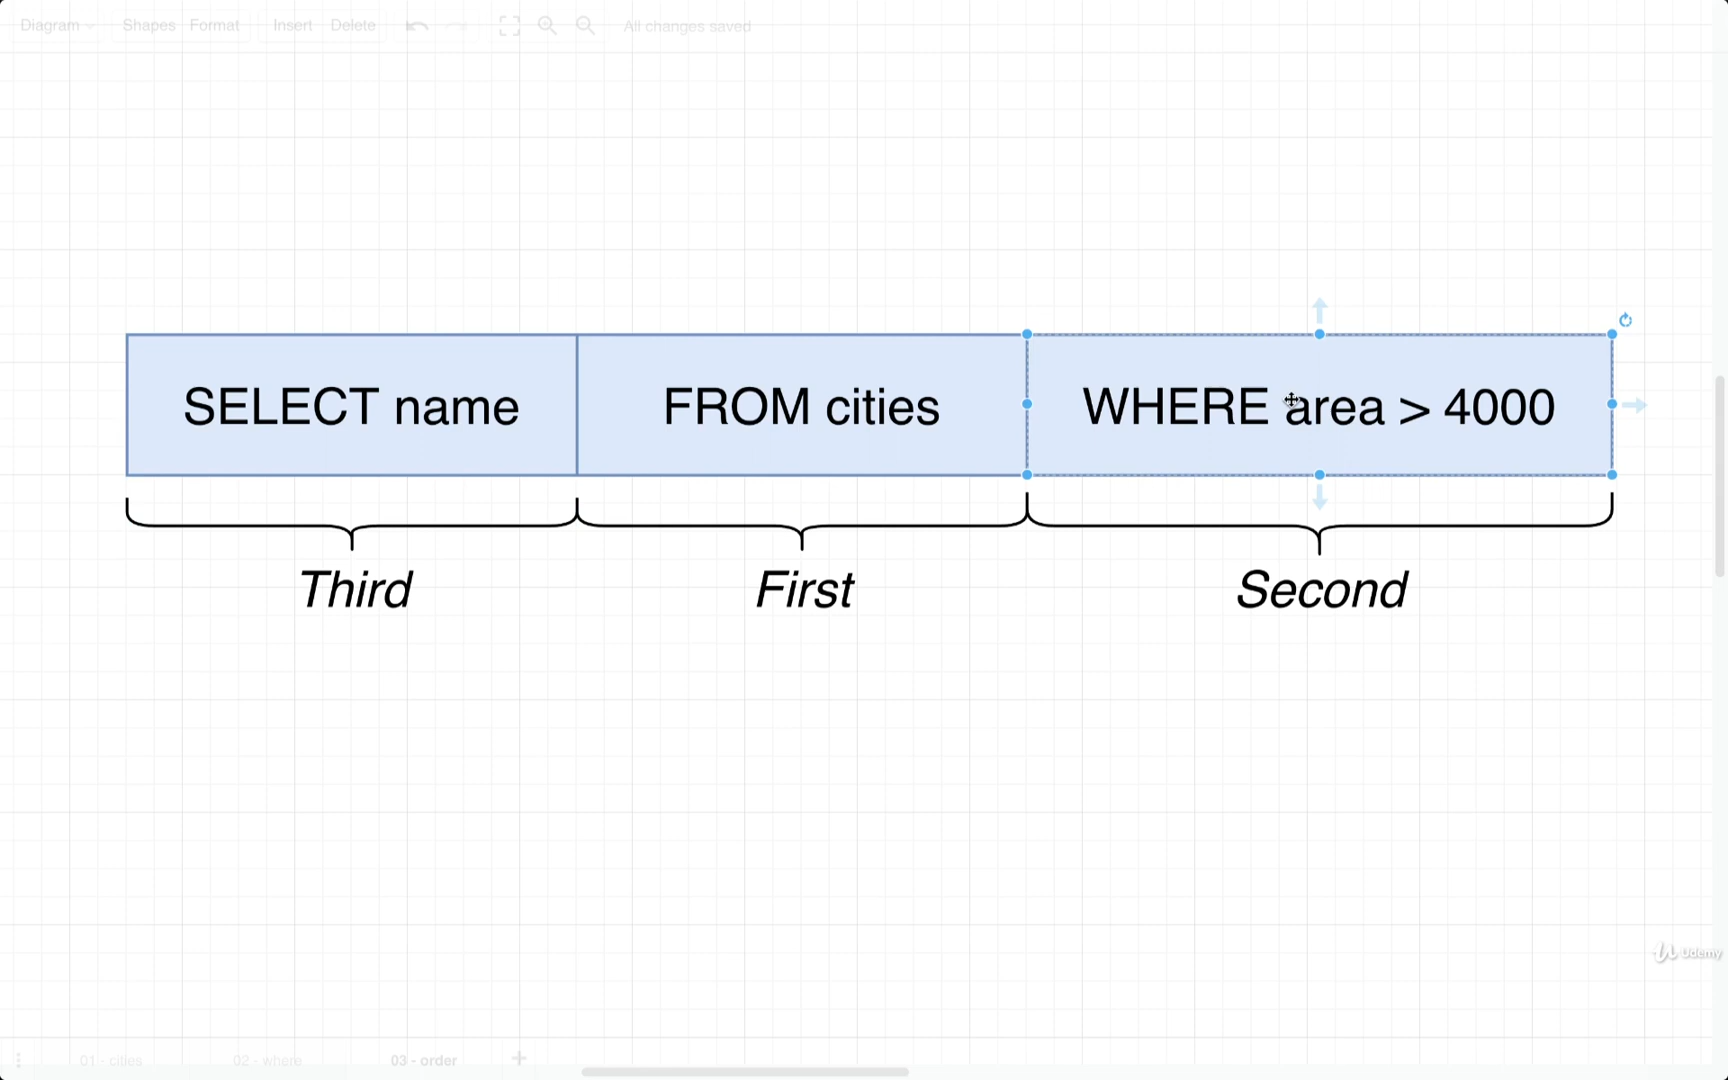 Diagram Shapes Format Insert Delete All changes saved
SELECT name FROM cities WHERE area > 4000
Third First Second
Udemy
01 - cities 02 - where 03 - order +